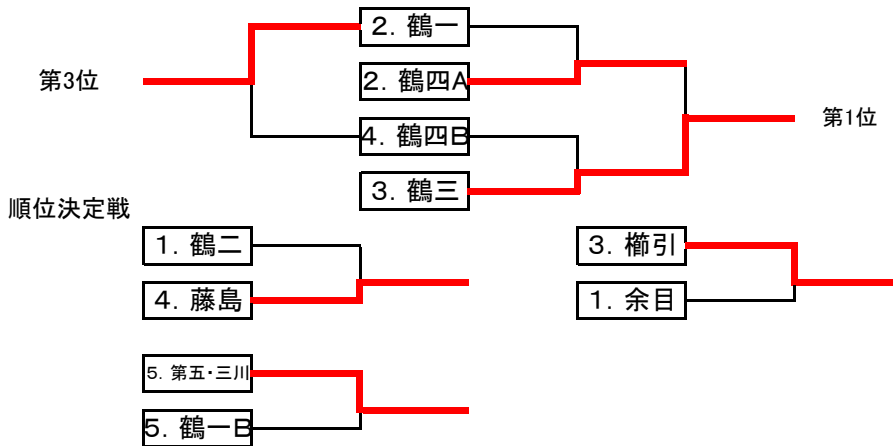 2. 鶴一
第3位
2. 鶴四A
第1位
4. 鶴四B
3. 鶴三
順位決定戦
1. 鶴二
3. 櫛引
4. 藤島
1. 余目
5. 第五・三川
5. 鶴一B